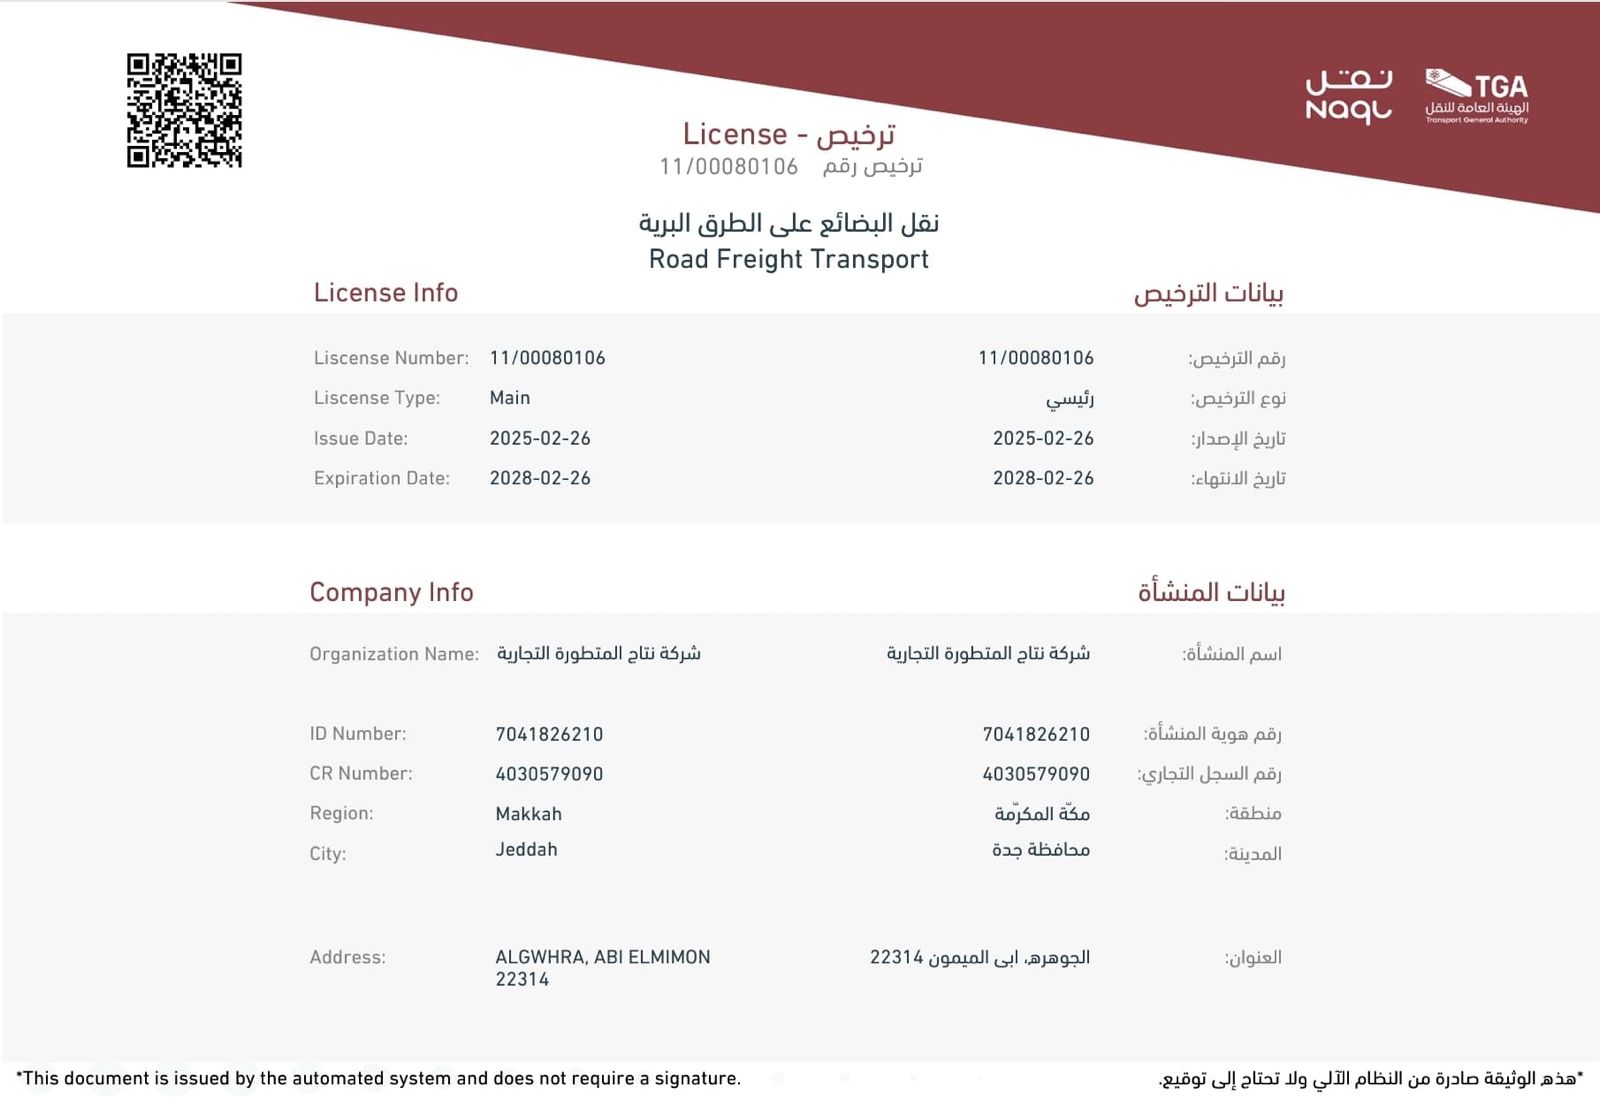 نقل
Naql
TGA
الهيئة العامة للنقل
Transport General Authority
License - ترخيص
ترخيص رقم 11/00080106
نقل البضائع على الطرق البرية
Road Freight Transport
License Info بيانات الترخيص
Liscense Number: 11/00080106 11/00080106 رقم الترخيص:
Liscense Type: Main رئيسي نوع الترخيص:
Issue Date: 2025-02-26 2025-02-26 تاريخ الإصدار:
Expiration Date: 2028-02-26 2028-02-26 تاريخ الانتهاء:
Company Info بيانات المنشأة
Organization Name: شركة نتاج المتطورة التجارية شركة نتاج المتطورة التجارية اسم المنشأة:
ID Number: 7041826210 7041826210 رقم هوية المنشأة:
CR Number: 4030579090 4030579090 رقم السجل التجاري:
Region: Makkah مكّة المكرّمة منطقة:
City: Jeddah محافظة جدة المدينة:
Address: ALGWHRA, ABI ELMIMON الجوهره، ابى الميمون 22314 العنوان:
22314
*This document is issued by the automated system and does not require a signature. *هذه الوثيقة صادرة من النظام الآلي ولا تحتاج إلى توقيع.